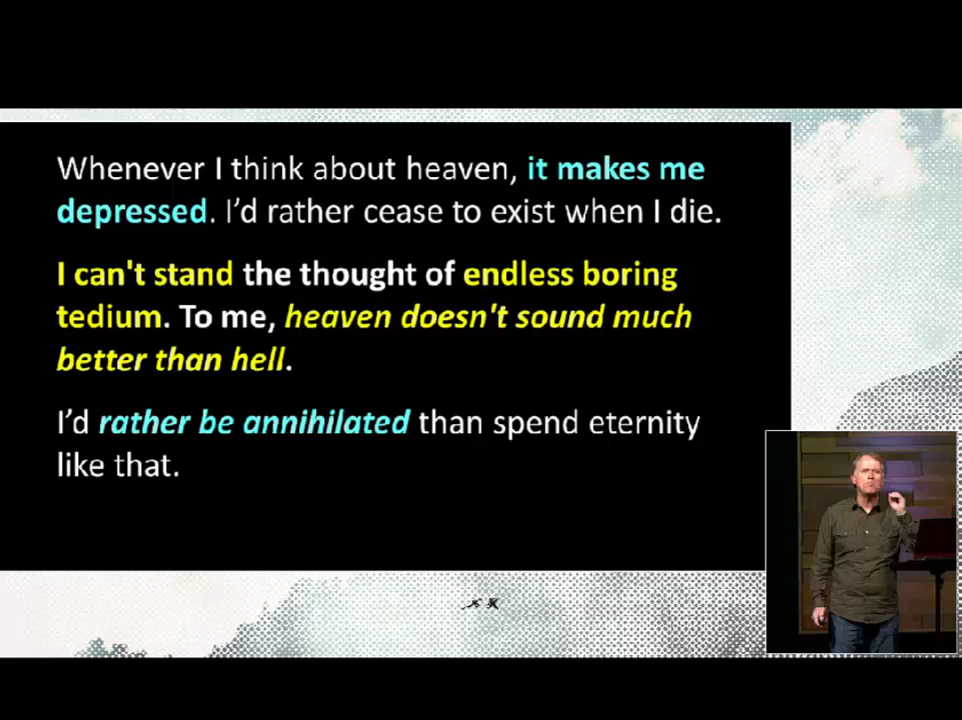 Whenever I think about heaven, it makes me
depressed. I'd rather cease to exist when I die.
I can't stand the thought of endless boring
tedium. To me, heaven doesn't sound much
better than hell.
I'd rather be annihilated than spend eternity
like that.